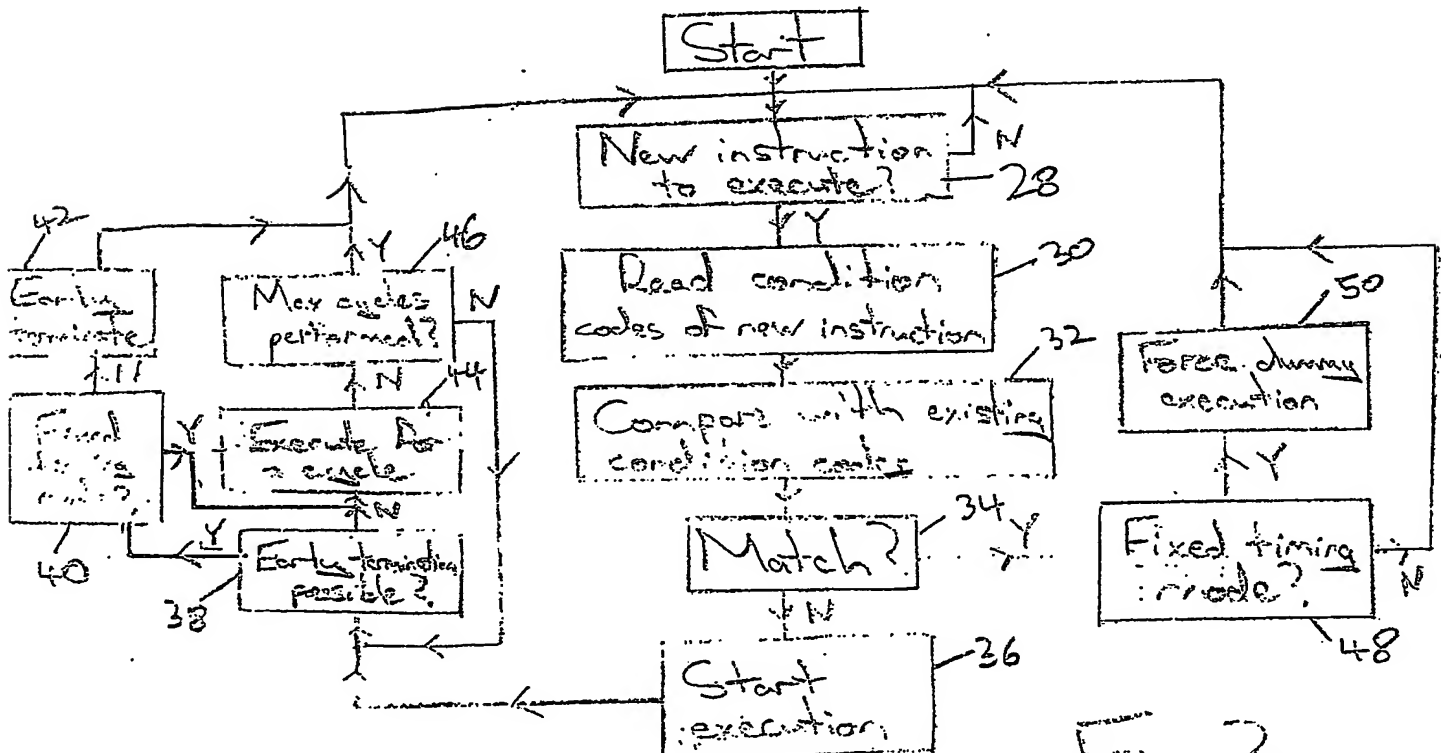 Start
New instruction
to execute?
N
28
Y
Read condition
codes of new instruction
30
Compare with existing
condition codes
32
Match?
34
Y
N
Start
execution
36
42
Early
terminate
Y
46
Max cycles
performed?
N
N
44
Execute for
a cycle
Fixed
timing
mode?
Y
40
N
Y
Early termination
possible?
38
50
Force dummy
execution
Y
Fixed timing
mode?
N
48